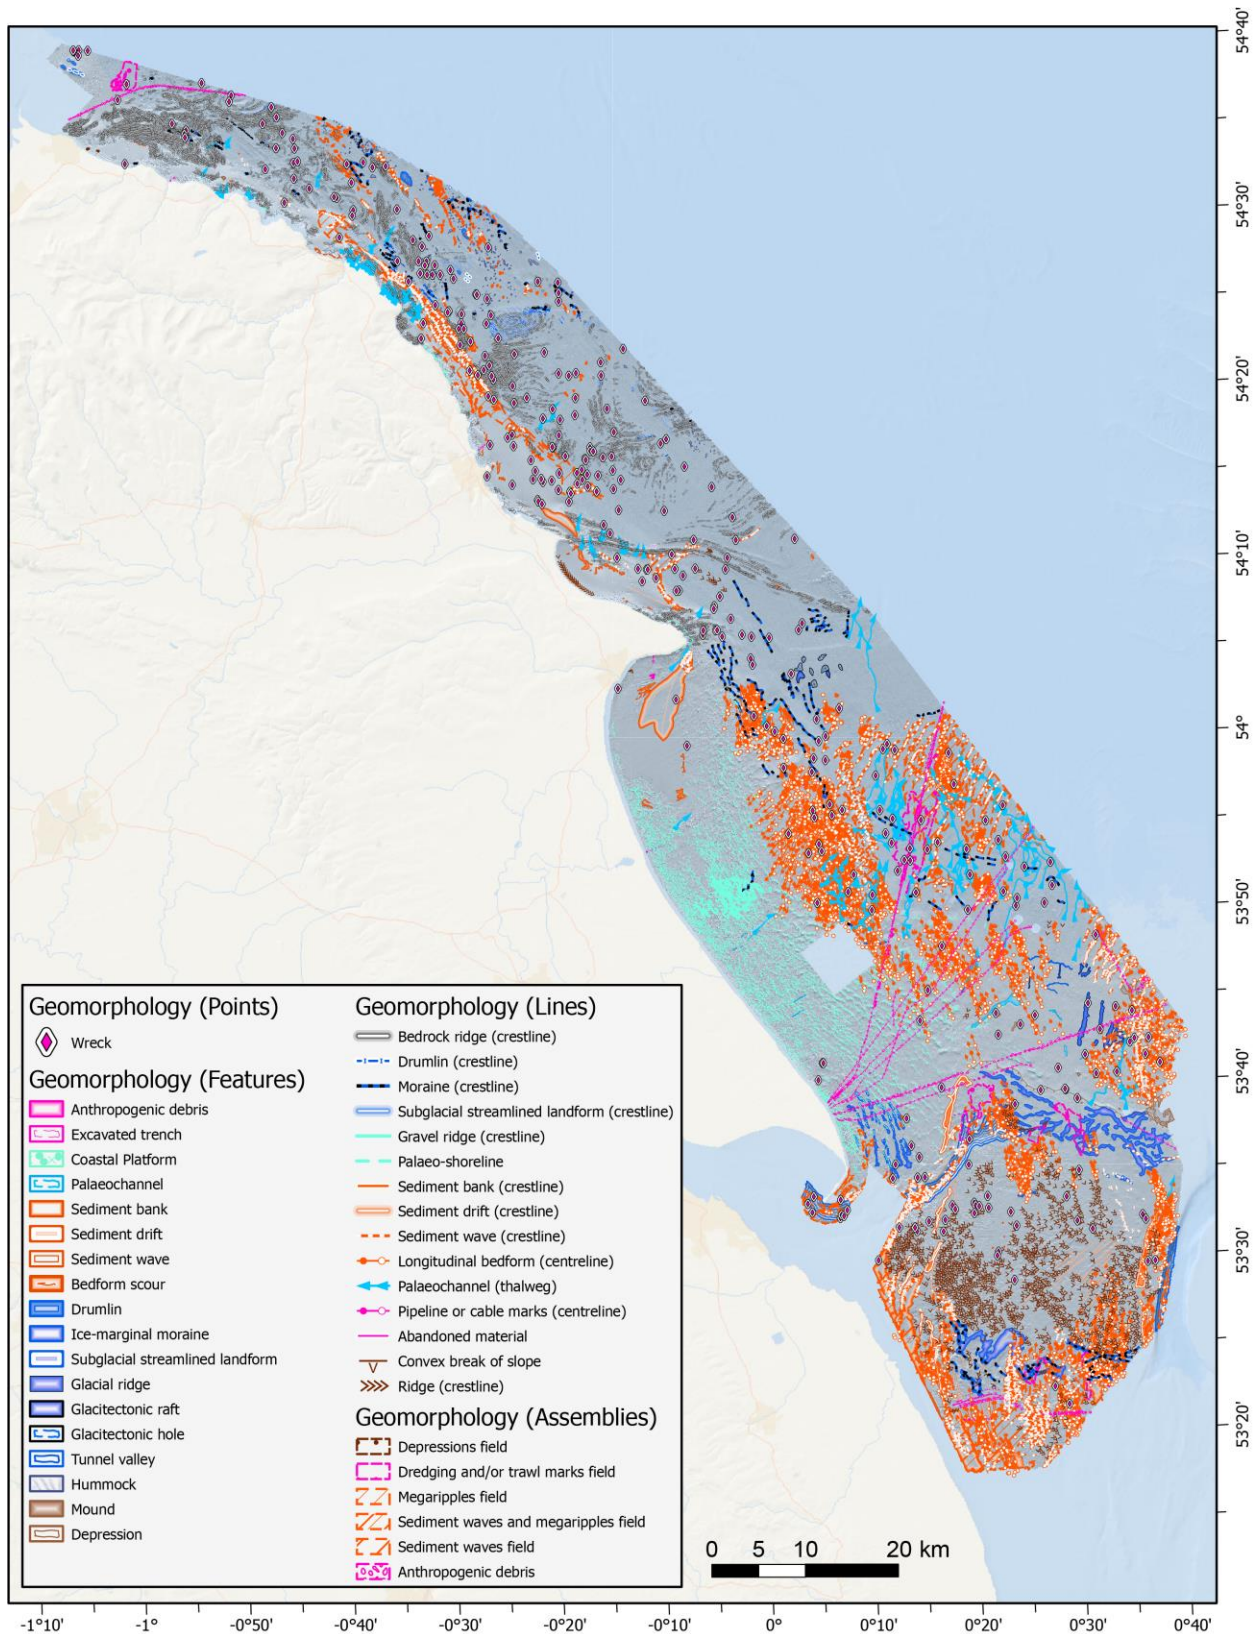 54°40'
54°30'
54°20'
54°10'
54°
53°50'
53°40'
53°30'
53°20'
Geomorphology (Points)
Wreck
Geomorphology (Features)
Anthropogenic debris
Excavated trench
Coastal Platform
Palaeochannel
Sediment bank
Sediment drift
Sediment wave
Bedform scour
Drumlin
Ice-marginal moraine
Subglacial streamlined landform
Glacial ridge
Glacitectonic raft
Glacitectonic hole
Tunnel valley
Hummock
Mound
Depression
Geomorphology (Lines)
Bedrock ridge (crestline)
Drumlin (crestline)
Moraine (crestline)
Subglacial streamlined landform (crestline)
Gravel ridge (crestline)
Palaeo-shoreline
Sediment bank (crestline)
Sediment drift (crestline)
Sediment wave (crestline)
Longitudinal bedform (centreline)
Palaeochannel (thalweg)
Pipeline or cable marks (centreline)
Abandoned material
Convex break of slope
Ridge (crestline)
Geomorphology (Assemblies)
Depressions field
Dredging and/or trawl marks field
Megaripples field
Sediment waves and megaripples field
Sediment waves field
Anthropogenic debris
0 5 10 20 km
-1°10' -1° -0°50' -0°40' -0°30' -0°20' -0°10' 0° 0°10' 0°20' 0°30' 0°40'